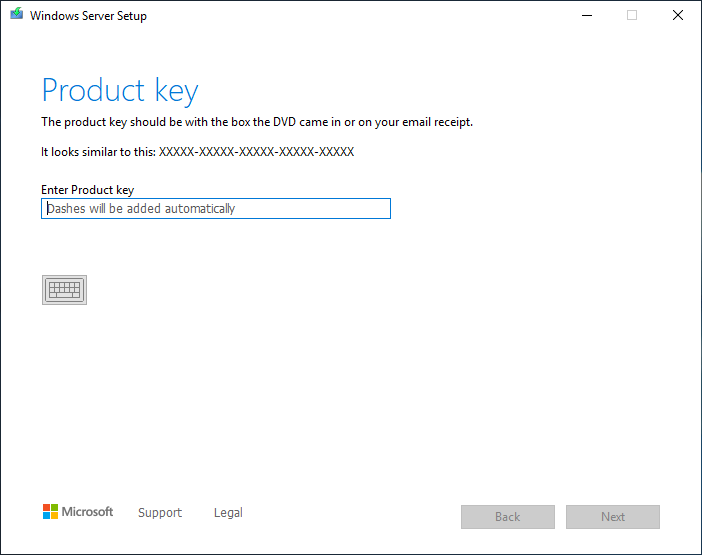 Windows Server Setup
Product key
The product key should be with the box the DVD came in or on your email receipt.
It looks similar to this: XXXXX-XXXXX-XXXXX-XXXXX-XXXXX
Enter Product key
Dashes will be added automatically
Microsoft Support Legal Back Next